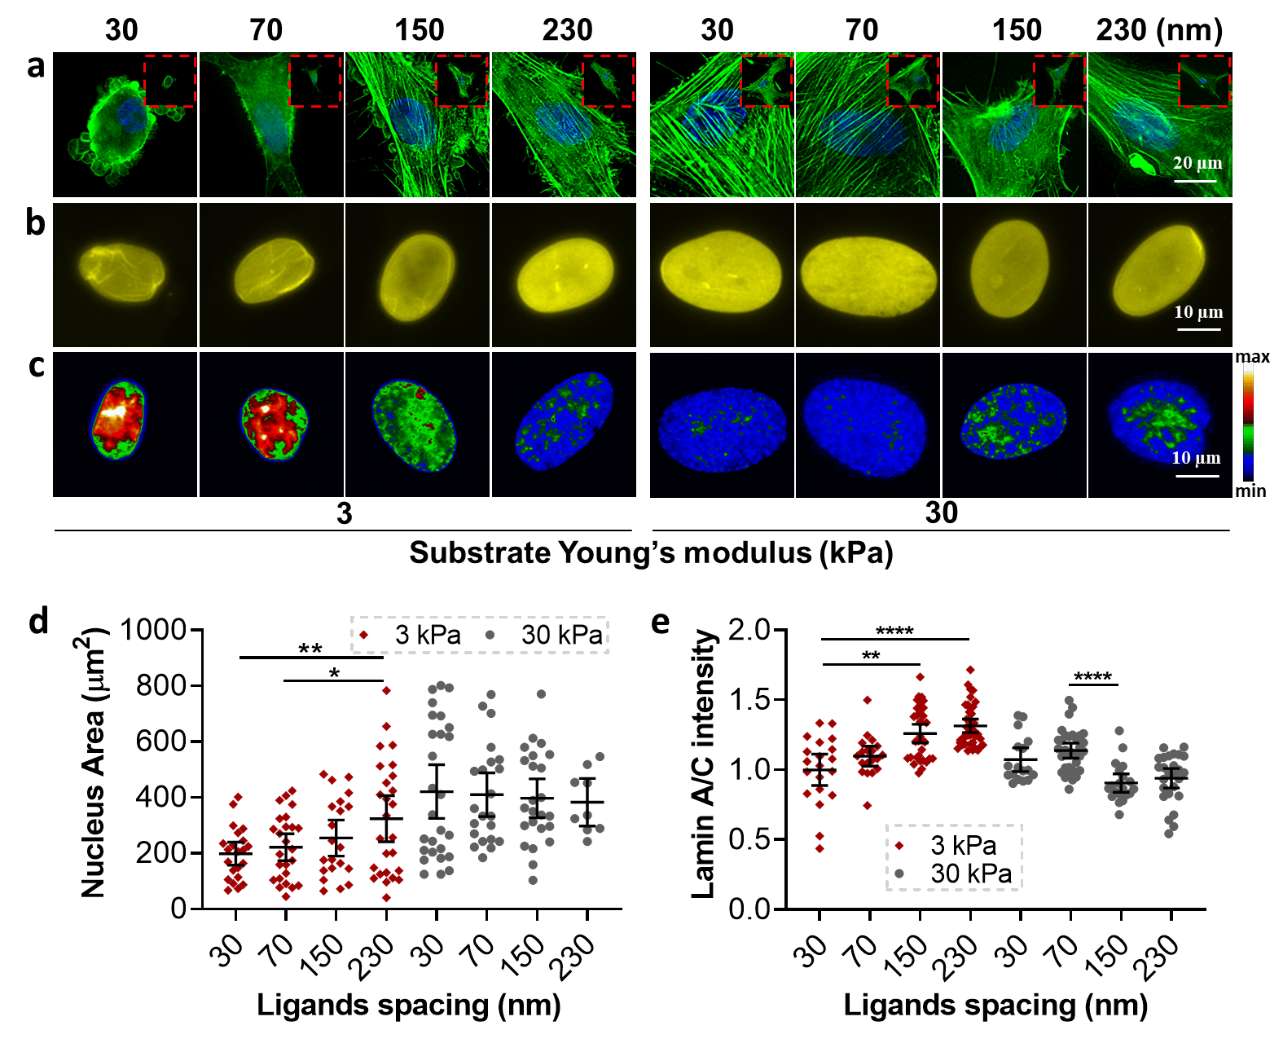 30 70 150 230 30 70 150 230 (nm)
a
20 μm
b
10 μm
c
max
10 μm
min
3 30
Substrate Young's modulus (kPa)
d
Nucleus Area (μm²)
1000
800
600
400
200
0
3 kPa 30 kPa
**
*
30 70 150 230 30 70 150 230
Ligands spacing (nm)
e
Lamin A/C intensity
2.0
1.5
1.0
0.5
0.0
****
**
****
3 kPa
30 kPa
30 70 150 230 30 70 150 230
Ligands spacing (nm)